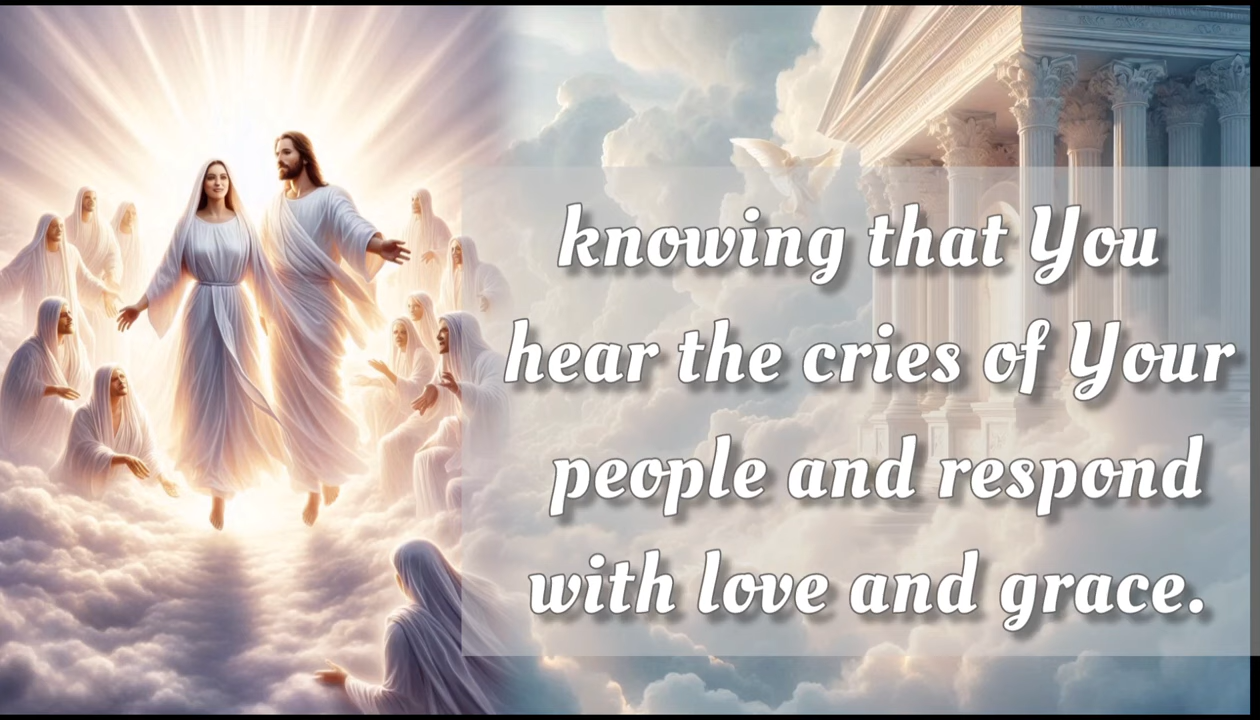 knowing that You
hear the cries of Your
people and respond
with love and grace.